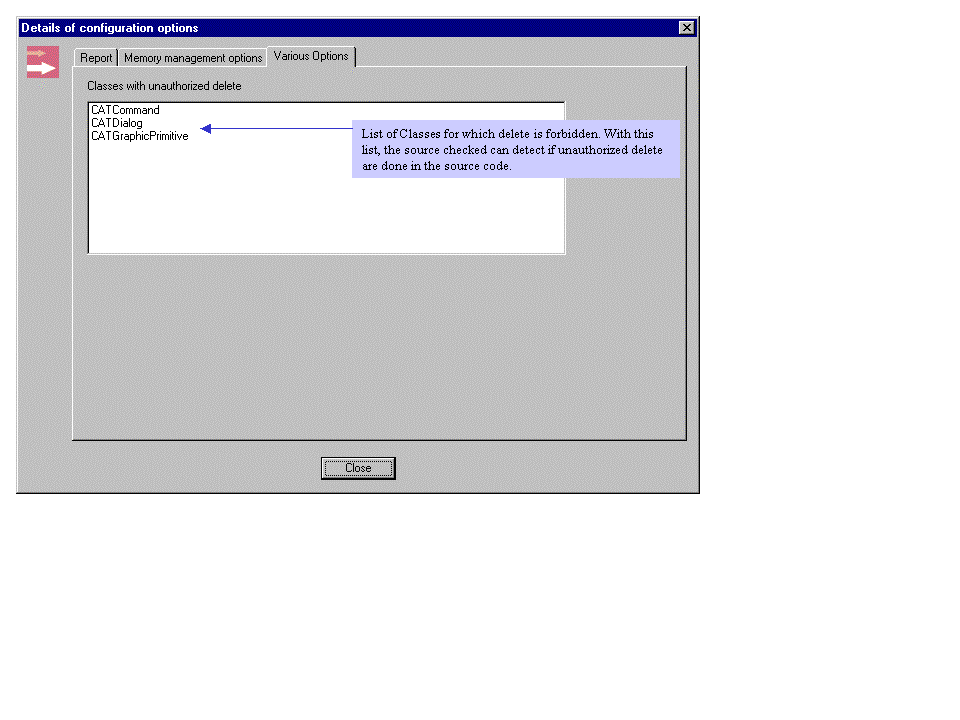 Details of configuration options
Report
Memory management options
Various Options
Classes with unauthorized delete
CATCommand
CATDialog
CATGraphicPrimitive
List of Classes for which delete is forbidden. With this
list, the source checked can detect if unauthorized delete
are done in the source code.
Close